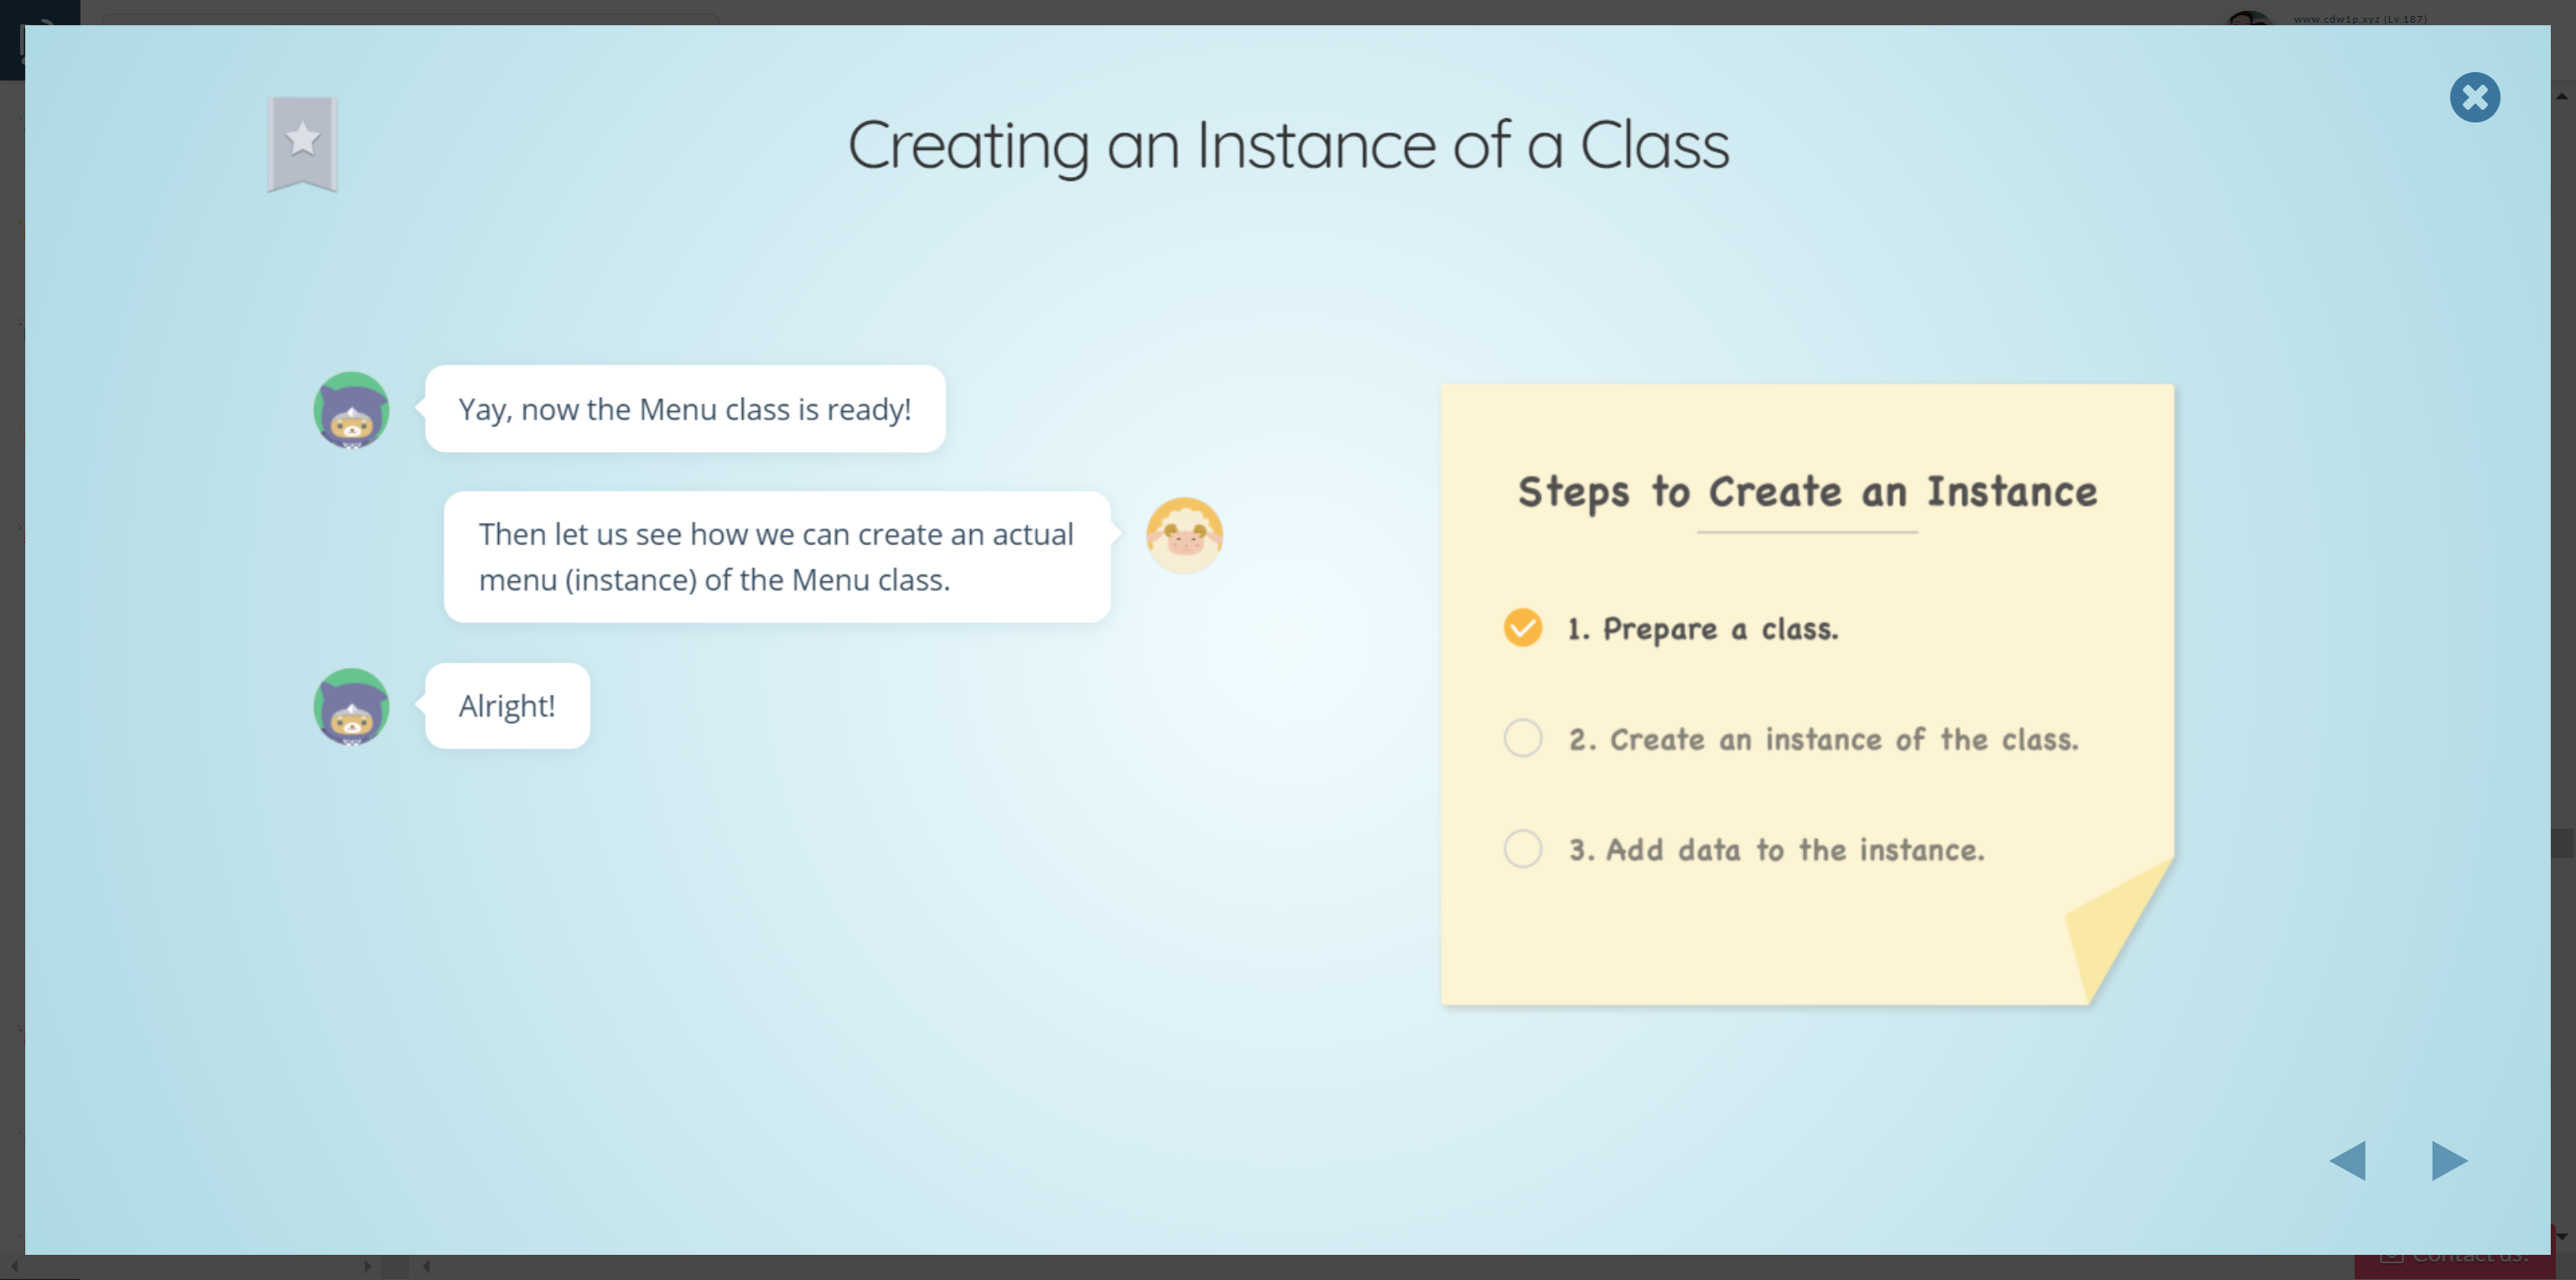 www.cdw1p.xyz (Lv.187)
Creating an Instance of a Class
Yay, now the Menu class is ready!
Then let us see how we can create an actual
menu (instance) of the Menu class.
Alright!
Steps to Create an Instance
1. Prepare a class.
2. Create an instance of the class.
3. Add data to the instance.
Contact us!